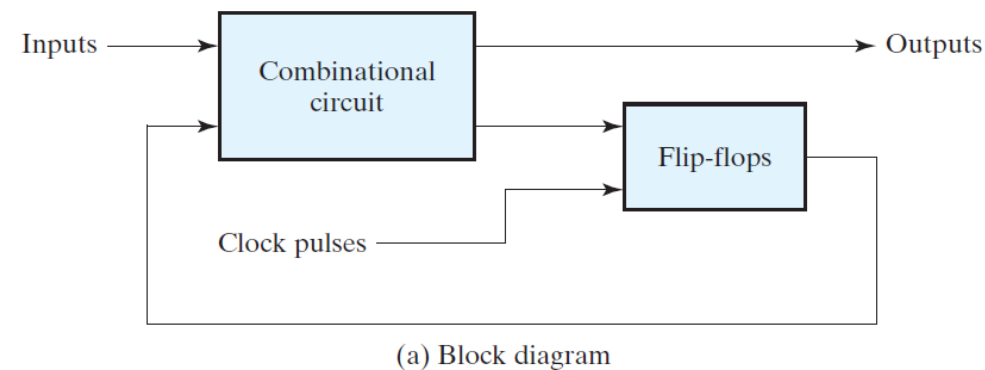 Inputs
Combinational
circuit
Outputs
Flip-flops
Clock pulses
(a) Block diagram